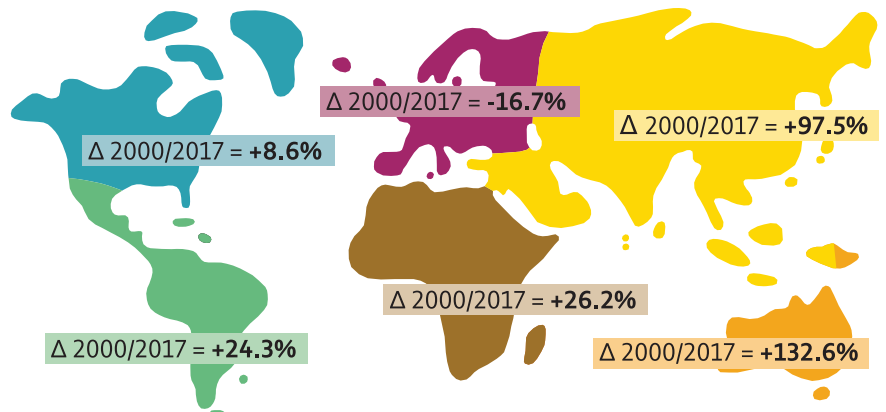 Δ 2000/2017 = -16.7%
Δ 2000/2017 = +97.5%
Δ 2000/2017 = +8.6%
Δ 2000/2017 = +26.2%
Δ 2000/2017 = +24.3%
Δ 2000/2017 = +132.6%